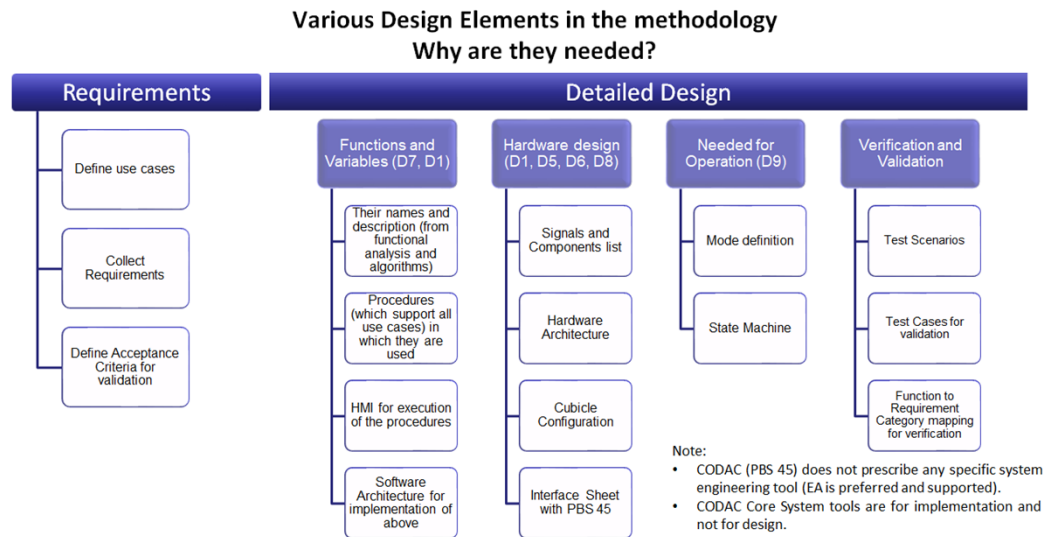 Various Design Elements in the methodology
Why are they needed?
Requirements
Define use cases
Collect
Requirements
Define Acceptance
Criteria for
validation
Detailed Design
Functions and
Variables (D7, D1)
Their names and
description (from
functional
analysis and
algorithms)
Procedures
(which support all
use cases) in
which they are
used
HMI for execution
of the procedures
Software
Architecture for
implementation of
above
Hardware design
(D1, D5, D6, D8)
Signals and
Components list
Hardware
Architecture
Cubicle
Configuration
Interface Sheet
with PBS 45
Needed for
Operation (D9)
Mode definition
State Machine
Verification and
Validation
Test Scenarios
Test Cases for
validation
Function to
Requirement
Category mapping
for verification
Note:
• CODAC (PBS 45) does not prescribe any specific system
engineering tool (EA is preferred and supported).
• CODAC Core System tools are for implementation and
not for design.